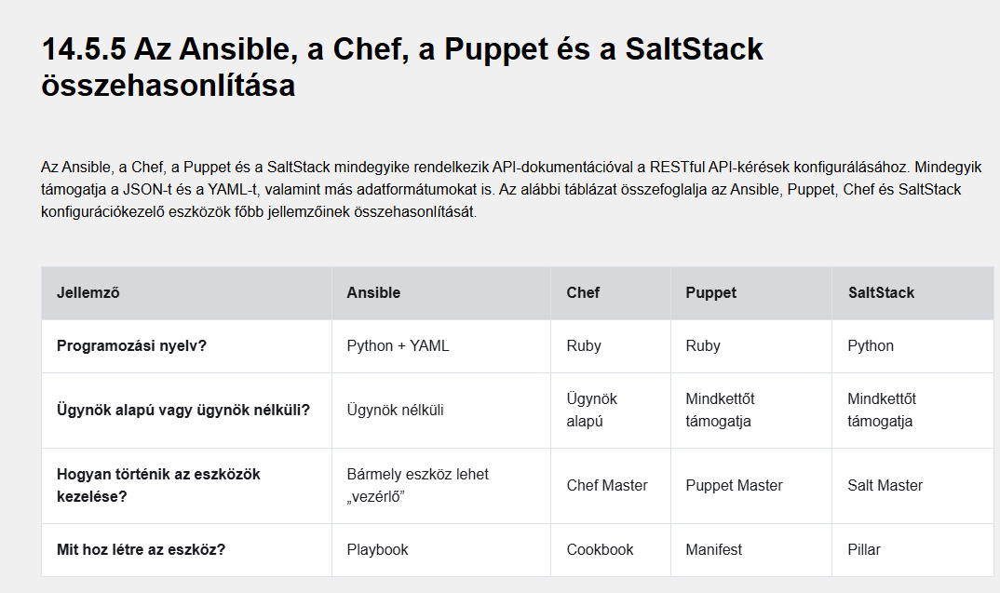 14.5.5 Az Ansible, a Chef, a Puppet és a SaltStack
összehasonlítása
Az Ansible, a Chef, a Puppet és a SaltStack mindegyike rendelkezik API-dokumentációval a RESTful API-kérések konfigurálásához. Mindegyik
támogatja a JSON-t és a YAML-t, valamint más adatformátumokat is. Az alábbi táblázat összefoglalja az Ansible, Puppet, Chef és SaltStack
konfigurációkezelő eszközök főbb jellemzőinek összehasonlítását.
Jellemző Ansible Chef Puppet SaltStack
Programozási nyelv? Python + YAML Ruby Ruby Python
Ügynök alapú vagy ügynök nélküli? Ügynök nélküli Ügynök alapú Mindkettőt támogatja Mindkettőt támogatja
Hogyan történik az eszközök kezelése? Bármely eszköz lehet „vezérlő” Chef Master Puppet Master Salt Master
Mit hoz létre az eszköz? Playbook Cookbook Manifest Pillar